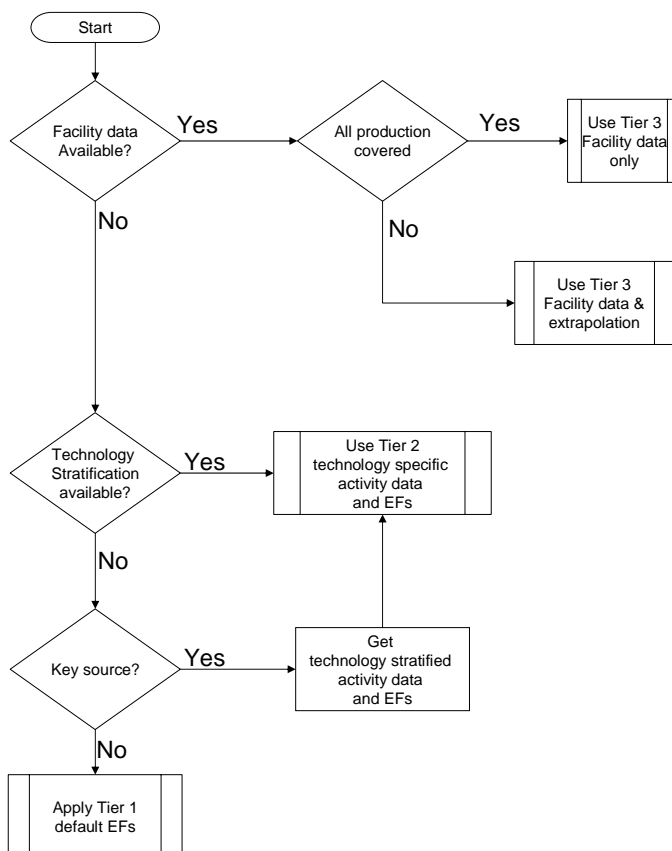 Start
Facility data
Available?
Yes
All production
covered
Yes
Use Tier 3
Facility data
only
No
No
Use Tier 3
Facility data &
extrapolation
Technology
Stratification
available?
Yes
Use Tier 2
technology specific
activity data
and EFs
No
Key source?
Yes
Get
technology stratified
activity data
and EFs
No
Apply Tier 1
default EFs